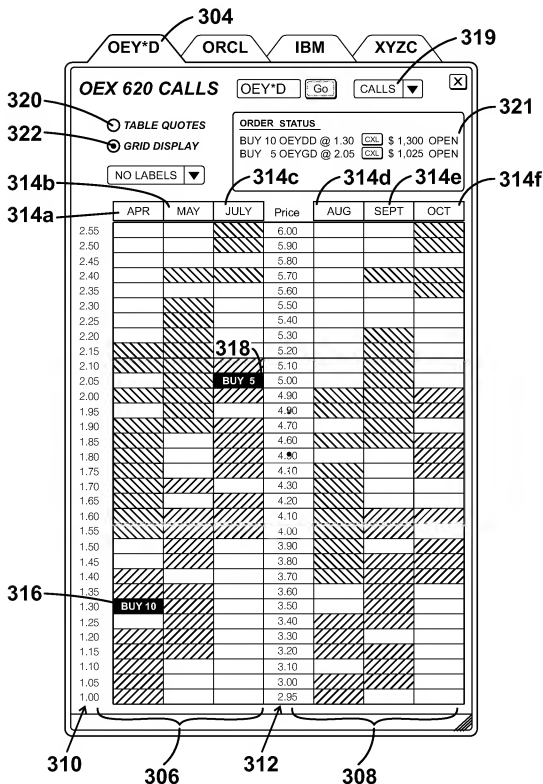 304
OEY*D ORCL IBM XYZC
319
OEX 620 CALLS OEY*D Go CALLS
320
TABLE QUOTES
322
GRID DISPLAY
ORDER STATUS
BUY 10 OEYDD @ 1.30 CXL $ 1,300 OPEN
BUY 5 OEYGD @ 2.05 CXL $ 1,025 OPEN
321
NO LABELS
314b 314c 314d 314e 314f
314a
APR MAY JULY Price AUG SEPT OCT
2.55 6.00
2.50 5.90
2.45 5.80
2.40 5.70
2.35 5.60
2.30 5.50
2.25 5.40
2.20 5.30
2.15 318 5.20
2.10 5.10
2.05 BUY 5 5.00
2.00 4.90
1.95
1.90 4.70
1.85 4.60
1.80
1.75
1.70 4.30
1.65 4.20
1.60 4.10
1.55 4.00
1.50 3.90
1.45 3.80
1.40 3.70
1.35 3.60
316
1.30 BUY 10 3.50
1.25 3.40
1.20 3.30
1.15 3.20
1.10 3.10
1.05 3.00
1.00 2.95
310 306 312 308